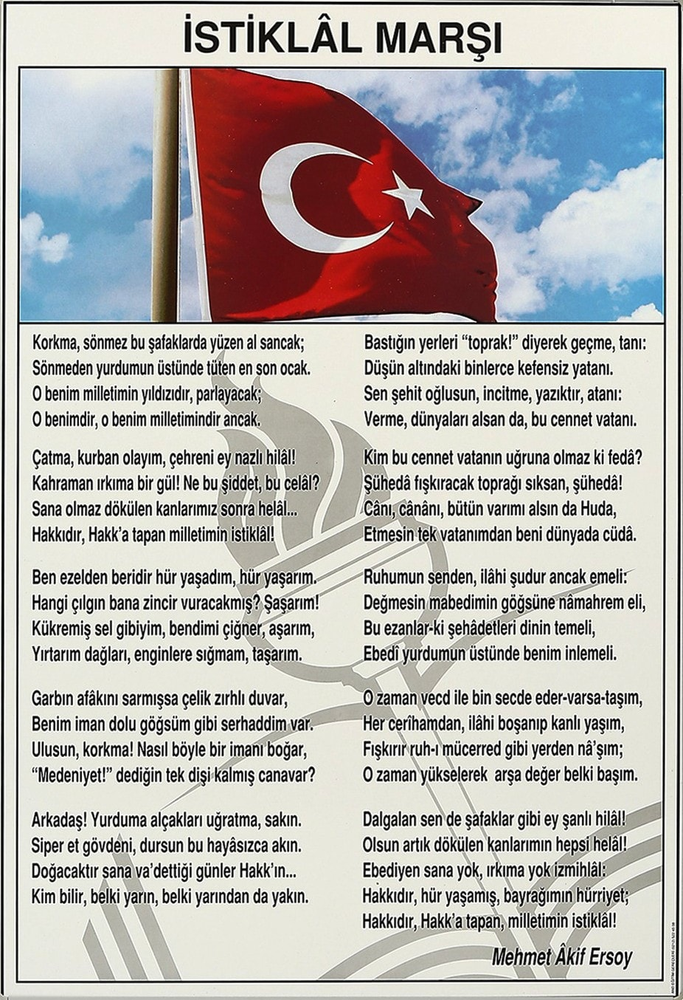 İSTİKLÂL MARŞI
Korkma, sönmez bu şafaklarda yüzen al sancak;
Sönmeden yurdumun üstünde tüten en son ocak.
O benim milletimin yıldızıdır, parlayacak;
O benimdir, o benim milletimindir ancak.
Çatma, kurban olayım, çehreni ey nazlı hilâl!
Kahraman ırkıma bir gül! Ne bu şiddet, bu celâl?
Sana olmaz dökülen kanlarımız sonra helâl...
Hakkıdır, Hakk'a tapan milletimin istiklâl!
Ben ezelden beridir hür yaşadım, hür yaşarım.
Hangi çılgın bana zincir vuracakmış? Şaşarım!
Kükremiş sel gibiyim, bendimi çiğner, aşarım,
Yırtarım dağları, enginlere sığmam, taşarım.
Garbın afâkını sarmışsa çelik zırhlı duvar,
Benim iman dolu göğsüm gibi serhaddim var.
Ulusun, korkma! Nasıl böyle bir imanı boğar,
“Medeniyet!” dediğin tek dişi kalmış canavar?
Arkadaş! Yurduma alçakları uğratma, sakın.
Siper et gövdeni, dursun bu hayâsızca akın.
Doğacaktır sana va'dettiği günler Hakk'ın...
Kim bilir, belki yarın, belki yarından da yakın.
Bastığın yerleri “toprak!” diyerek geçme, tanı:
Düşün altındaki binlerce kefensiz yatanı.
Sen şehit oğlusun, incitme, yazıktır, atanı:
Verme, dünyaları alsan da, bu cennet vatanı.
Kim bu cennet vatanın uğruna olmaz ki fedâ?
Şühedâ fışkıracak toprağı sıksan, şühedâ!
Cânı, cânânı, bütün varımı alsın da Huda,
Etmesin tek vatanımdan beni dünyada cüdâ.
Ruhumun senden, ilâhi şudur ancak emeli:
Değmesin mabedimin göğsüne nâmahrem eli,
Bu ezanlar-ki şehâdetleri dinin temeli,
Ebedî yurdumun üstünde benim inlemeli.
O zaman vecd ile bin secde eder-varsa-taşım,
Her cerîhamdan, ilâhi boşanıp kanlı yaşım,
Fışkırır ruh-ı mücerred gibi yerden nâ'şım;
O zaman yükselerek arşa değer belki başım.
Dalgalan sen de şafaklar gibi ey şanlı hilâl!
Olsun artık dökülen kanlarımın hepsi helâl!
Ebediyen sana yok, ırkıma yok izmihlâl:
Hakkıdır, hür yaşamış, bayrağımın hürriyet;
Hakkıdır, Hakk'a tapan, milletimin istiklâl!
Mehmet Âkif Ersoy